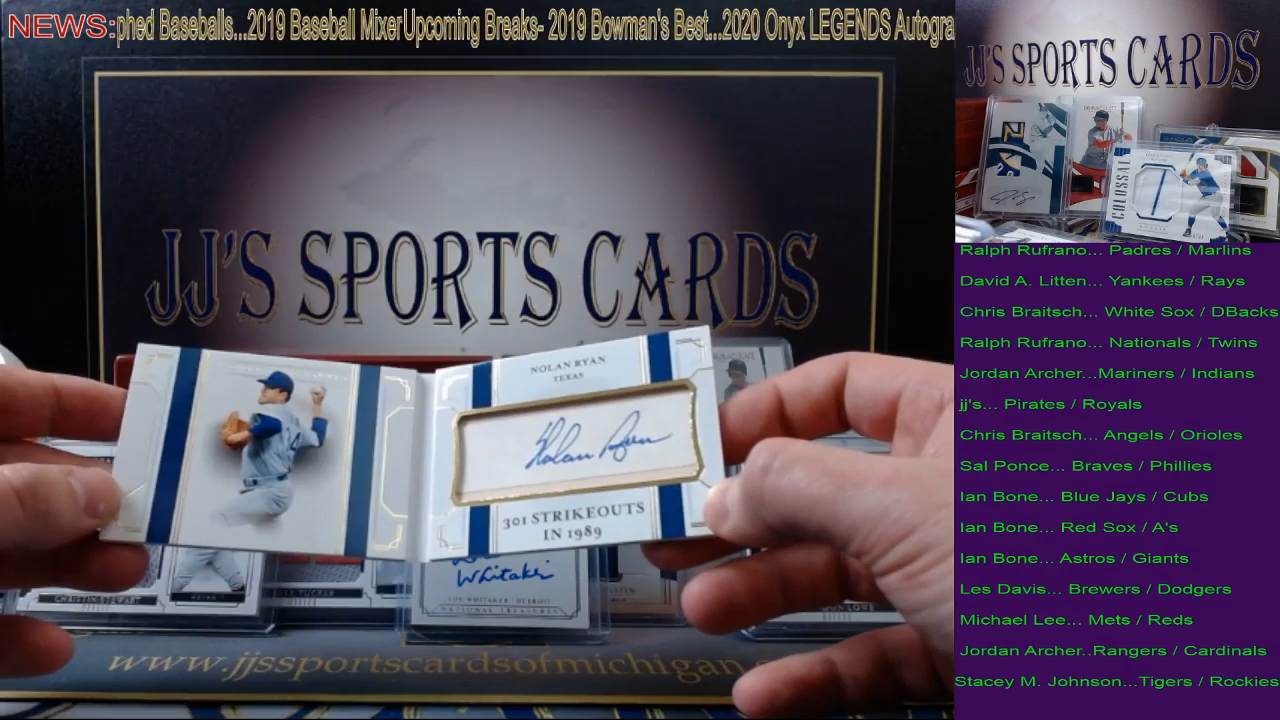 NEWS:phed Baseballs...2019 Baseball MixerUpcoming Breaks- 2019 Bowman's Best...2020 Onyx LEGENDS Autogra
JJ'S SPORTS CARDS
NOLAN RYAN
TEXAS
Nolan Ryan
301 STRIKEOUTS
IN 1989
Whitaker
LOU WHITAKER / DETROIT
NATIONAL TREASURES
CHRISTIN STEWART
www.jjssportscardsofmichigan.c
JJ'S SPORTS CARDS
COLOSSAL
Ralph Rufrano... Padres / Marlins
David A. Litten... Yankees / Rays
Chris Braitsch... White Sox / DBacks
Ralph Rufrano... Nationals / Twins
Jordan Archer...Mariners / Indians
jj's... Pirates / Royals
Chris Braitsch... Angels / Orioles
Sal Ponce... Braves / Phillies
Ian Bone... Blue Jays / Cubs
Ian Bone... Red Sox / A's
Ian Bone... Astros / Giants
Les Davis... Brewers / Dodgers
Michael Lee... Mets / Reds
Jordan Archer..Rangers / Cardinals
Stacey M. Johnson...Tigers / Rockies